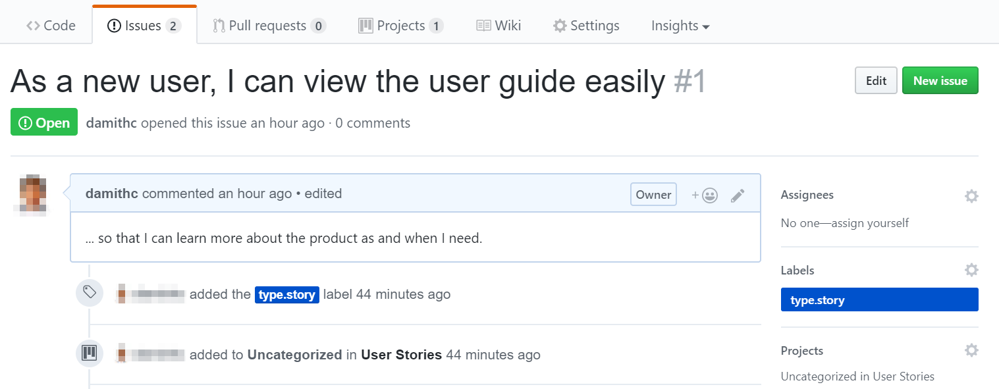 Code Issues 2 Pull requests 0 Projects 1 Wiki Settings Insights
As a new user, I can view the user guide easily #1
Edit New issue
Open damithc opened this issue an hour ago · 0 comments
damithc commented an hour ago • edited
Owner +
... so that I can learn more about the product as and when I need.
added the type.story label 44 minutes ago
added to Uncategorized in User Stories 44 minutes ago
Assignees
No one—assign yourself
Labels
type.story
Projects
Uncategorized in User Stories